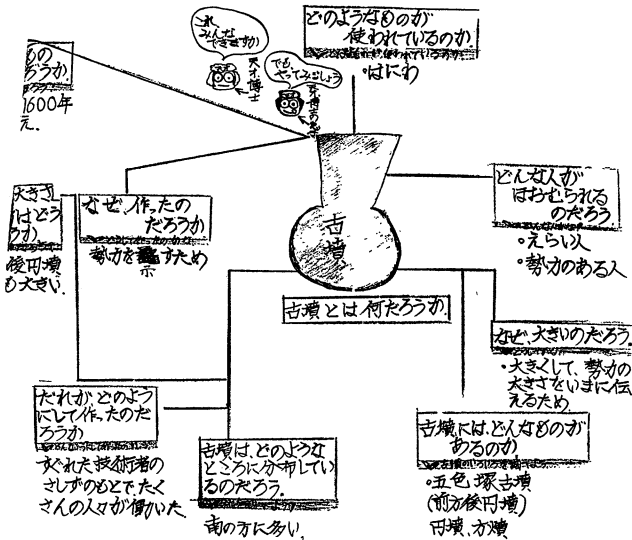 これ
みんな
できますか
天才博士
でも、
やってみましょう
どのようなものが
使われているのか.
・はにわ
もの
ろうか.
1600年
え.
大きさ
はどう
うか.
後円墳
も大きい.
なぜ、作ったの
だろうか
勢力を示すため
古墳
古墳とは何だろうか.
どんな人が
ほおむられる
のだろう
・えらい人
・勢力のある人
なぜ、大きいのだろう.
・大きくして、勢力の
大きさをいまに伝
えるため.
だれが、どのよう
にして作ったのだ
ろうか
すぐれた技術者の
さしずのもとで、たく
さんの人々が働いた.
古墳は、どのような
ところに分布してい
るのだろう.
南の方に多い.
古墳には、どんなものが
あるのか.
・五色塚古墳
(前方後円墳)
円墳、方墳